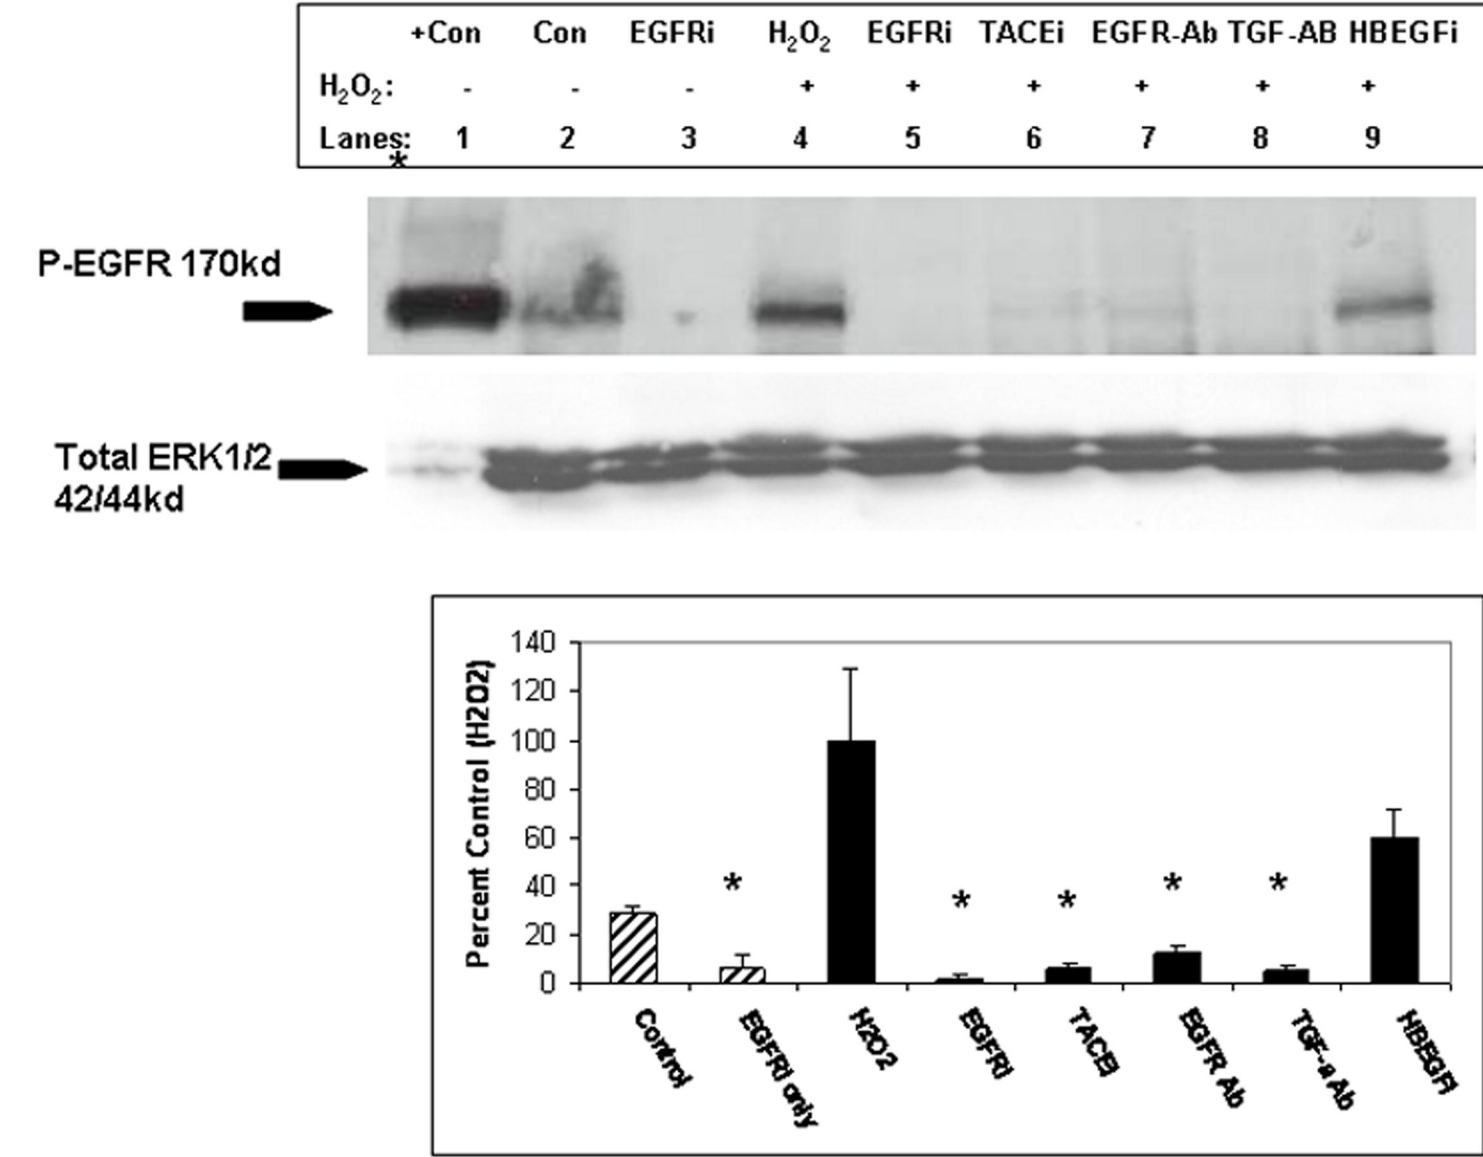 +Con Con EGFRi H₂O₂ EGFRi TACEi EGFR-Ab TGF-AB HBEGFi
H₂O₂: - - - + + + + + +
Lanes: 1 2 3 4 5 6 7 8 9
*
P-EGFR 170kd
Total ERK1/2
42/44kd
Percent Control (H2O2)
140
120
100
80
60
40
20
0
* * * * *
Control
EGFRi only
H2O2
EGFRi
TACEi
EGFR Ab
TGF-a Ab
HBEGFi